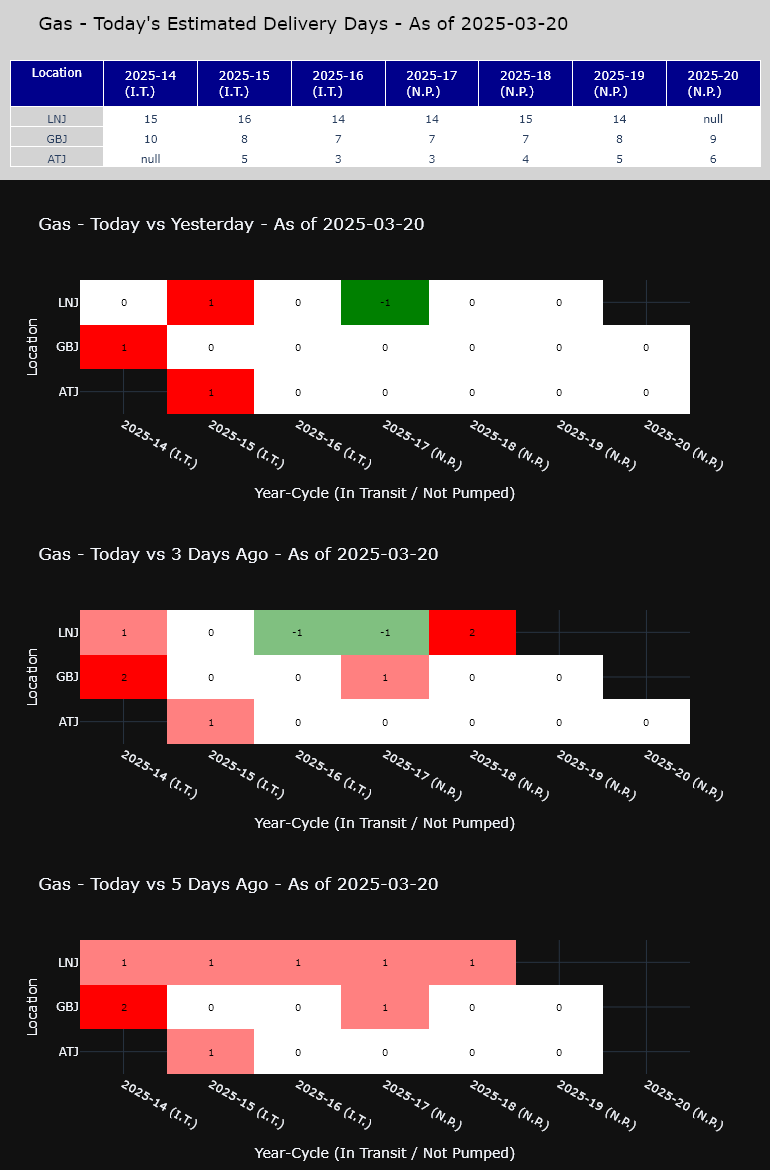 Gas - Today's Estimated Delivery Days - As of 2025-03-20
Location 2025-14 (I.T.) 2025-15 (I.T.) 2025-16 (I.T.) 2025-17 (N.P.) 2025-18 (N.P.) 2025-19 (N.P.) 2025-20 (N.P.)
LNJ 15 16 14 14 15 14 null
GBJ 10 8 7 7 7 8 9
ATJ null 5 3 3 4 5 6
Gas - Today vs Yesterday - As of 2025-03-20
Location
LNJ 0 1 0 -1 0 0
GBJ 1 0 0 0 0 0 0
ATJ 1 0 0 0 0 0
2025-14 (I.T.) 2025-15 (I.T.) 2025-16 (I.T.) 2025-17 (N.P.) 2025-18 (N.P.) 2025-19 (N.P.) 2025-20 (N.P.)
Year-Cycle (In Transit / Not Pumped)
Gas - Today vs 3 Days Ago - As of 2025-03-20
Location
LNJ 1 0 -1 -1 2
GBJ 2 0 0 1 0 0
ATJ 1 0 0 0 0 0
2025-14 (I.T.) 2025-15 (I.T.) 2025-16 (I.T.) 2025-17 (N.P.) 2025-18 (N.P.) 2025-19 (N.P.) 2025-20 (N.P.)
Year-Cycle (In Transit / Not Pumped)
Gas - Today vs 5 Days Ago - As of 2025-03-20
Location
LNJ 1 1 1 1 1
GBJ 2 0 0 1 0 0
ATJ 1 0 0 0 0
2025-14 (I.T.) 2025-15 (I.T.) 2025-16 (I.T.) 2025-17 (N.P.) 2025-18 (N.P.) 2025-19 (N.P.) 2025-20 (N.P.)
Year-Cycle (In Transit / Not Pumped)